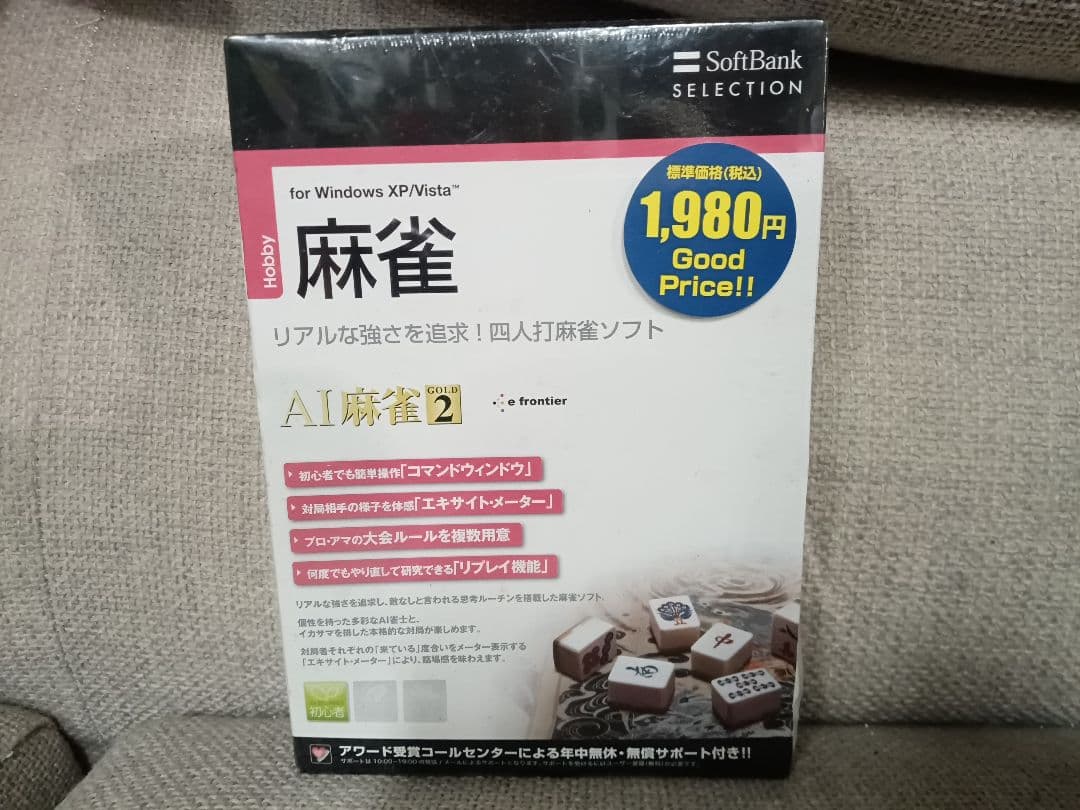 SoftBank
SELECTION
for Windows XP/Vista™
標準価格(税込)
1,980円
Good
Price!!
Hobby
麻雀
リアルな強さを追求！四人打麻雀ソフト
AI麻雀 GOLD 2
e frontier
初心者でも簡単操作「コマンドウィンドウ」
対局相手の様子を体感「エキサイト・メーター」
プロ・アマの大会ルールを複数用意
何度でもやり直して研究できる「リプレイ機能」
リアルな強さを追求し、敵なしと言われる思考ルーチンを搭載した麻雀ソフト。
個性を持った多彩なAI雀士と、
イカサマを排した本格的な対局が楽しめます。
対局者それぞれの「来ている」度合いをメーター表示する
「エキサイト・メーター」により、臨場感を味わえます。
初心者
アワード受賞コールセンターによる年中無休・無償サポート付き!!
サポートは10:00~19:00